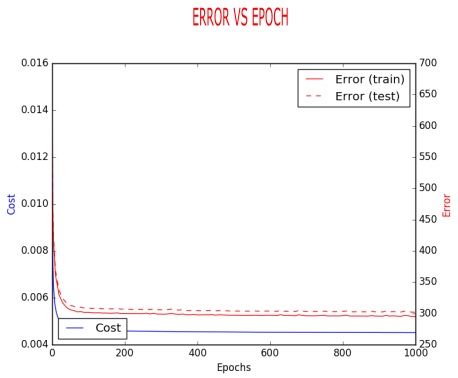 ERROR VS EPOCH
0.016
0.014
0.012
0.010
0.008
0.006
0.004
Cost
700
650
600
550
500
450
400
350
300
250
Error
Error (train)
Error (test)
Cost
0 200 400 600 800 1000
Epochs